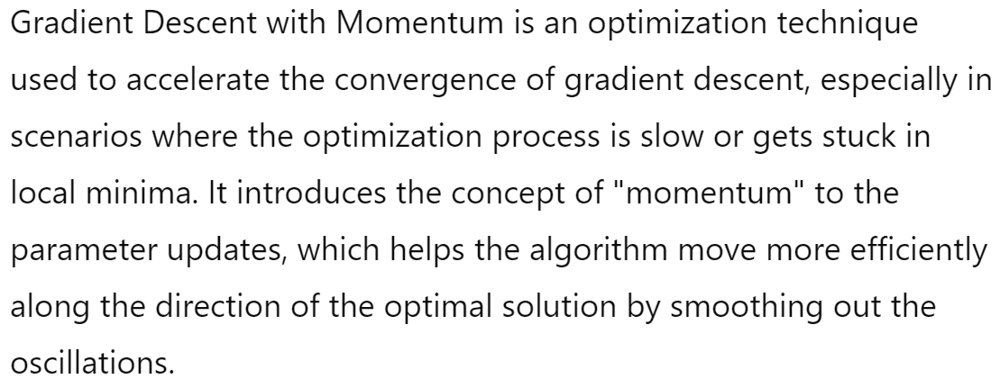 Gradient Descent with Momentum is an optimization technique
used to accelerate the convergence of gradient descent, especially in
scenarios where the optimization process is slow or gets stuck in
local minima. It introduces the concept of "momentum" to the
parameter updates, which helps the algorithm move more efficiently
along the direction of the optimal solution by smoothing out the
oscillations.